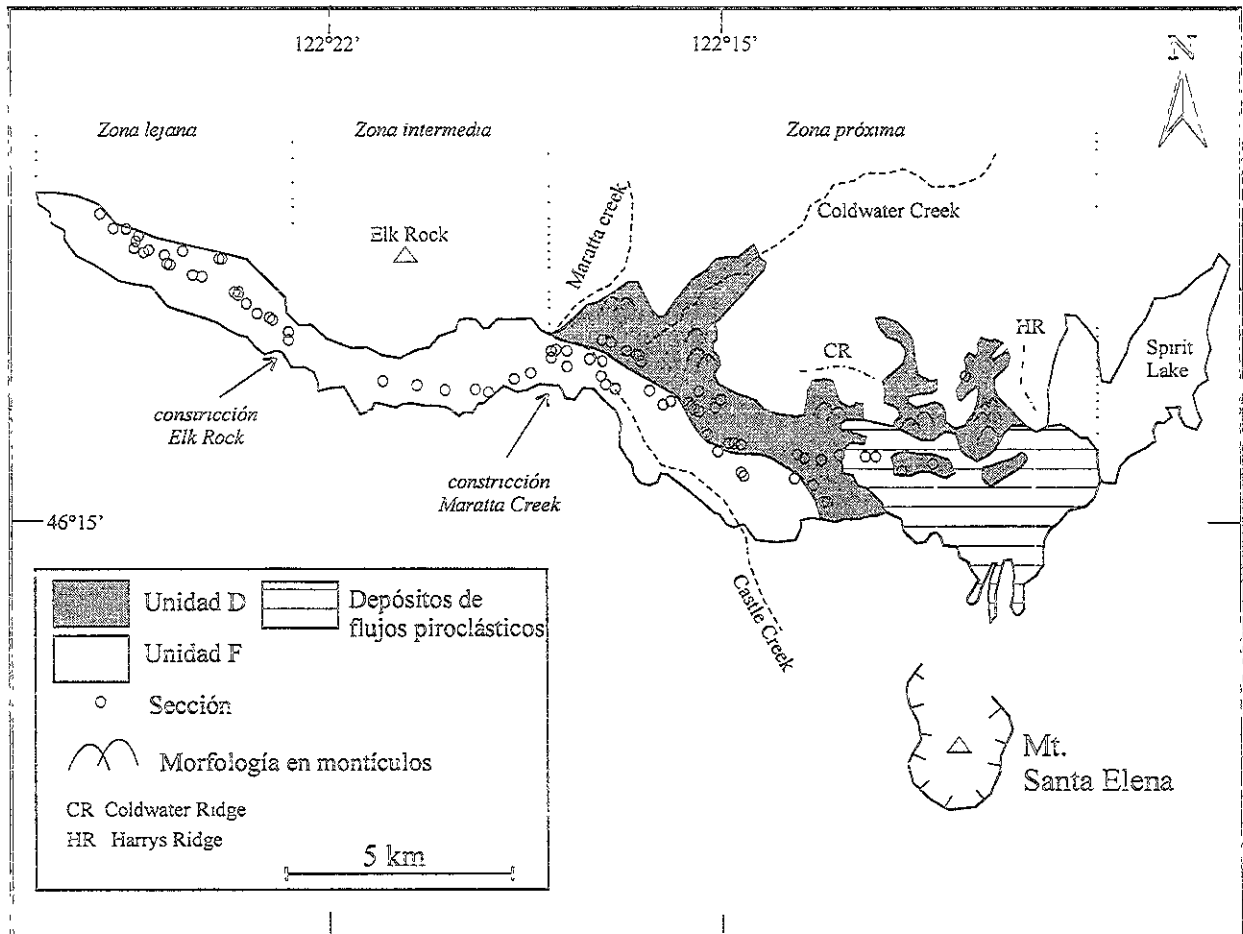 122°22'
122°15'
N
Zona lejana
Zona intermedia
Zona próxima
Maratta creek
Coldwater Creek
Elk Rock
HR
CR
Spirit
Lake
constricción
Elk Rock
constricción
Maratta Creek
46°15'
Castle Creek
Unidad D
Depósitos de
flujos piroclásticos
Unidad F
Sección
Morfología en montículos
CR Coldwater Ridge
HR Harrys Ridge
5 km
Mt.
Santa Elena